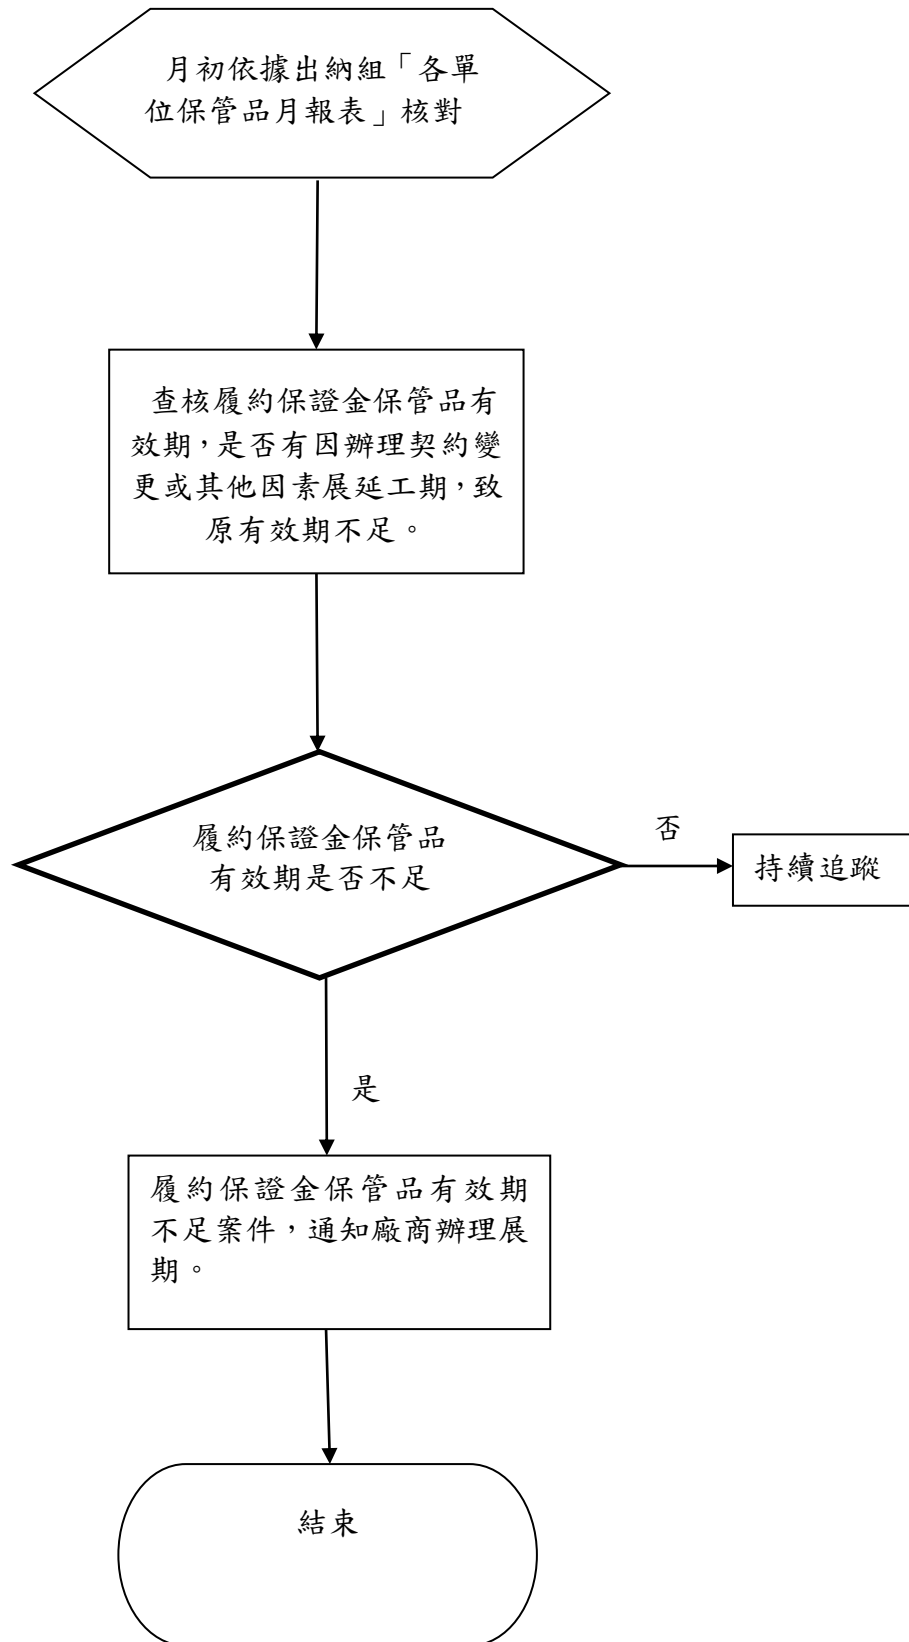 月初依據出納組「各單
位保管品月報表」核對
查核履約保證金保管品有
效期，是否有因辦理契約變
更或其他因素展延工期，致
原有效期不足。
履約保證金保管品
有效期是否不足
否
持續追蹤
是
履約保證金保管品有效期
不足案件，通知廠商辦理展
期。
結束